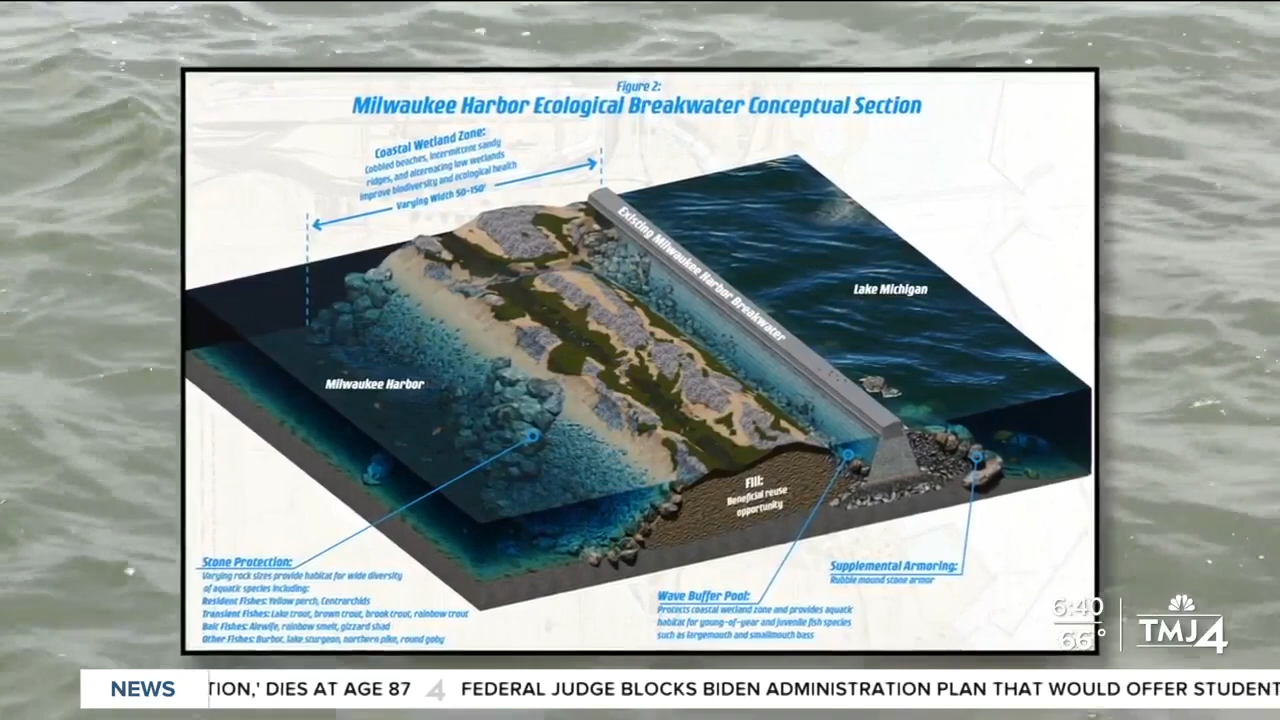 Figure 2:
Milwaukee Harbor Ecological Breakwater Conceptual Section
Coastal Wetland Zone:
Cobbled beaches, intermittent sandy
ridges, and alternating low wetlands
improve biodiversity and ecological health
Varying Width 50-150'
Existing Milwaukee Harbor Breakwater
Lake Michigan
Milwaukee Harbor
Fill:
Beneficial reuse
opportunity
Stone Protection:
Varying rock sizes provide habitat for wide diversity
of aquatic species including:
Resident Fishes: Yellow perch, Centrarchids
Transient Fishes: Lake trout, brown trout, brook trout, rainbow trout
Bait Fishes: Alewife, rainbow smelt, gizzard shad
Other Fishes: Burbot, lake sturgeon, northern pike, round goby
Wave Buffer Pool:
Protects coastal wetland zone and provides aquatic
habitat for young-of-year and juvenile fish species
such as largemouth and smallmouth bass
Supplemental Armoring:
Rubble mound stone armor
6:40
66°
TMJ4
NEWS
TION,' DIES AT AGE 87 4 FEDERAL JUDGE BLOCKS BIDEN ADMINISTRATION PLAN THAT WOULD OFFER STUDENT